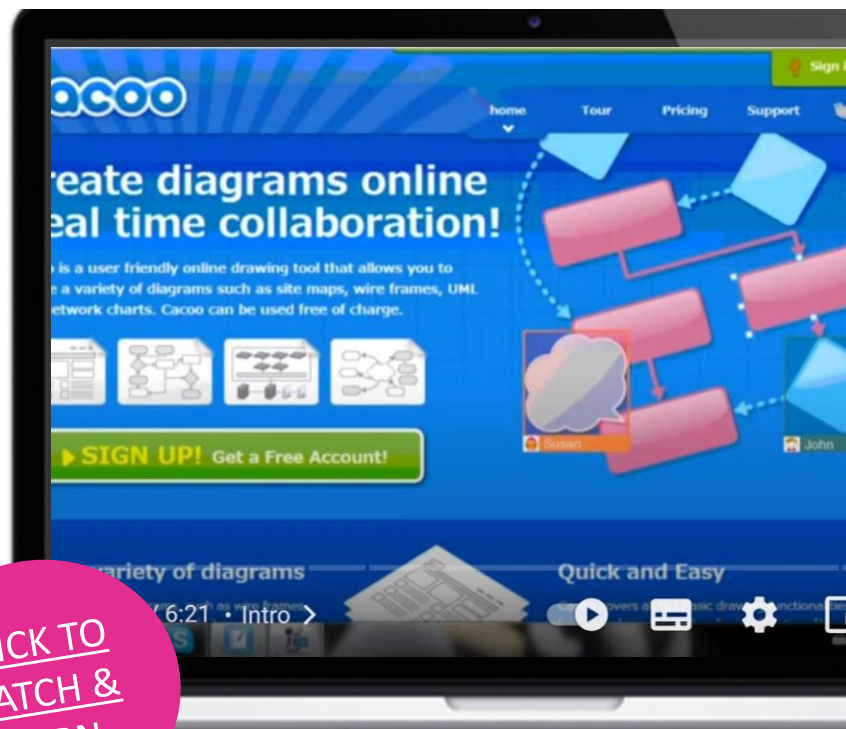 acoo
Sign i
home Tour Pricing Support
reate diagrams online
eal time collaboration!
is a user friendly online drawing tool that allows you to
e a variety of diagrams such as site maps, wire frames, UML
etwork charts. Cacoo can be used free of charge.
SIGN UP! Get a Free Account!
Susan
John
variety of diagrams
Quick and Easy
6:21 • Intro >
ICK TO
ATCH &